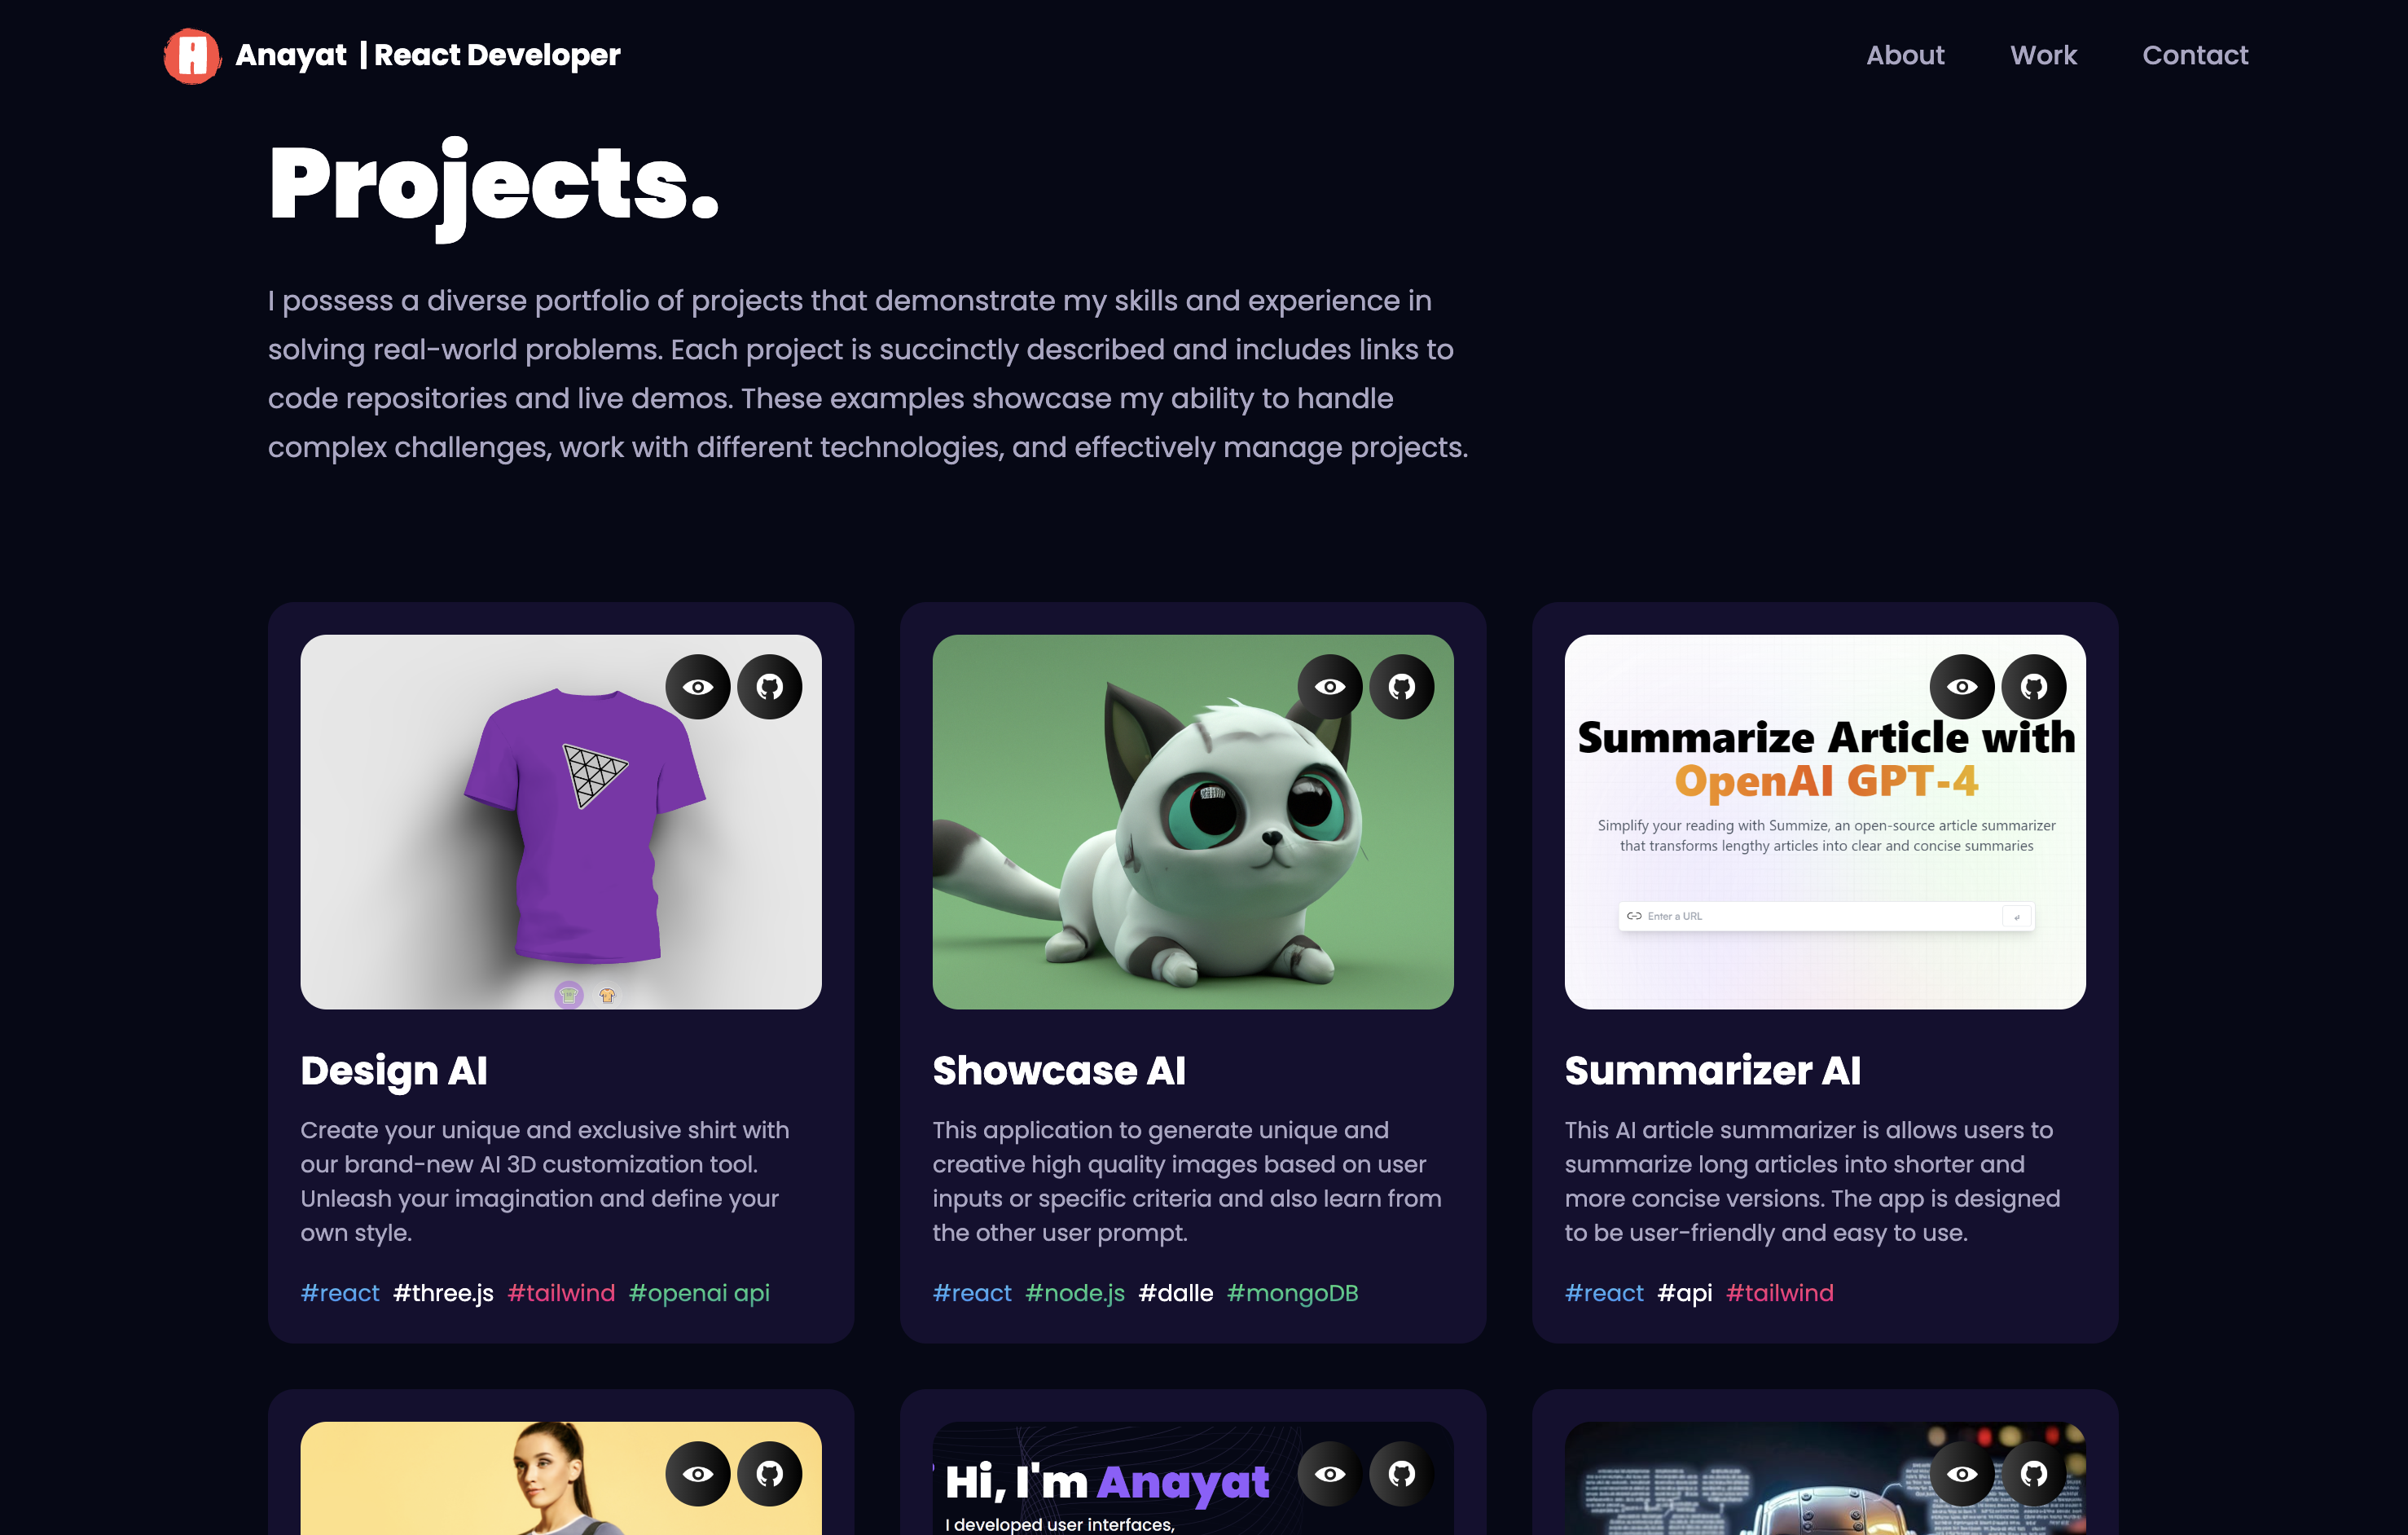 A
Anayat | React Developer
About
Work
Contact
Projects.
I possess a diverse portfolio of projects that demonstrate my skills and experience in
solving real-world problems. Each project is succinctly described and includes links to
code repositories and live demos. These examples showcase my ability to handle
complex challenges, work with different technologies, and effectively manage projects.
Design AI
Create your unique and exclusive shirt with
our brand-new AI 3D customization tool.
Unleash your imagination and define your
own style.
#react #three.js #tailwind #openai api
Showcase AI
This application to generate unique and
creative high quality images based on user
inputs or specific criteria and also learn from
the other user prompt.
#react #node.js #dalle #mongoDB
Summarize Article with
OpenAI GPT-4
Simplify your reading with Summize, an open-source article summarizer
that transforms lengthy articles into clear and concise summaries
Enter a URL
Summarizer AI
This AI article summarizer is allows users to
summarize long articles into shorter and
more concise versions. The app is designed
to be user-friendly and easy to use.
#react #api #tailwind
Hi, I'm Anayat
I developed user interfaces,